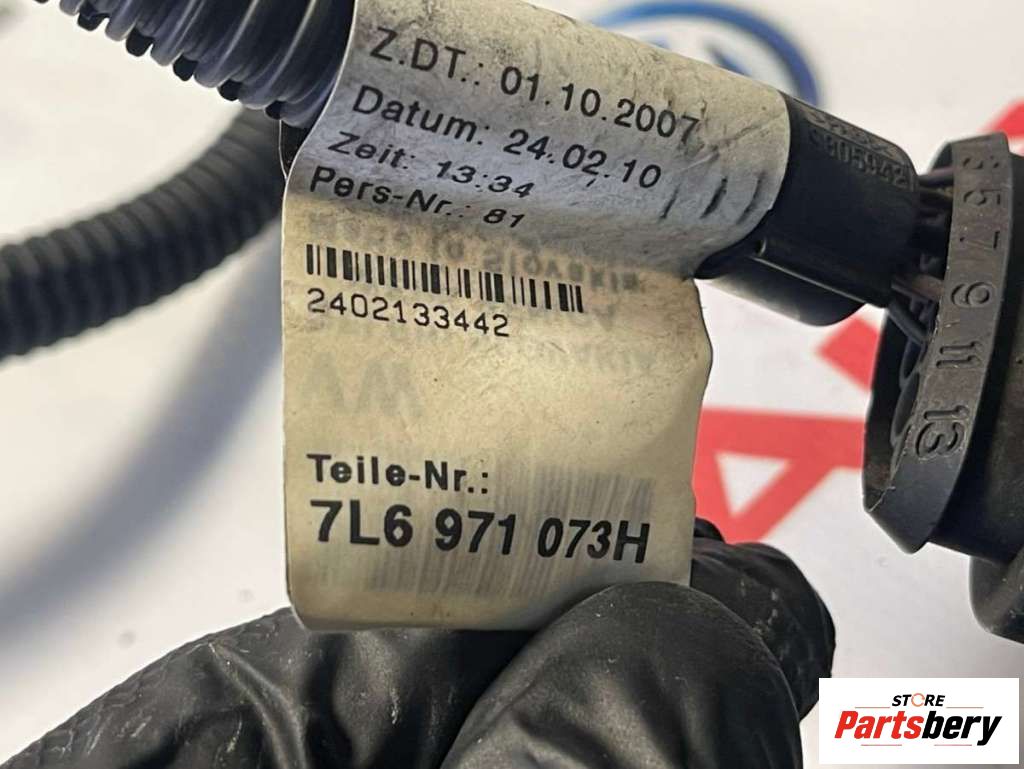 Z.DT.: 01.10.2007
Datum: 24.02.10
Zeit: 13:34
Pers-Nr.: 81
2402133442
Teile-Nr.:
7L6 971 073H
3 5 7 9 11 13
STORE
Partsbery